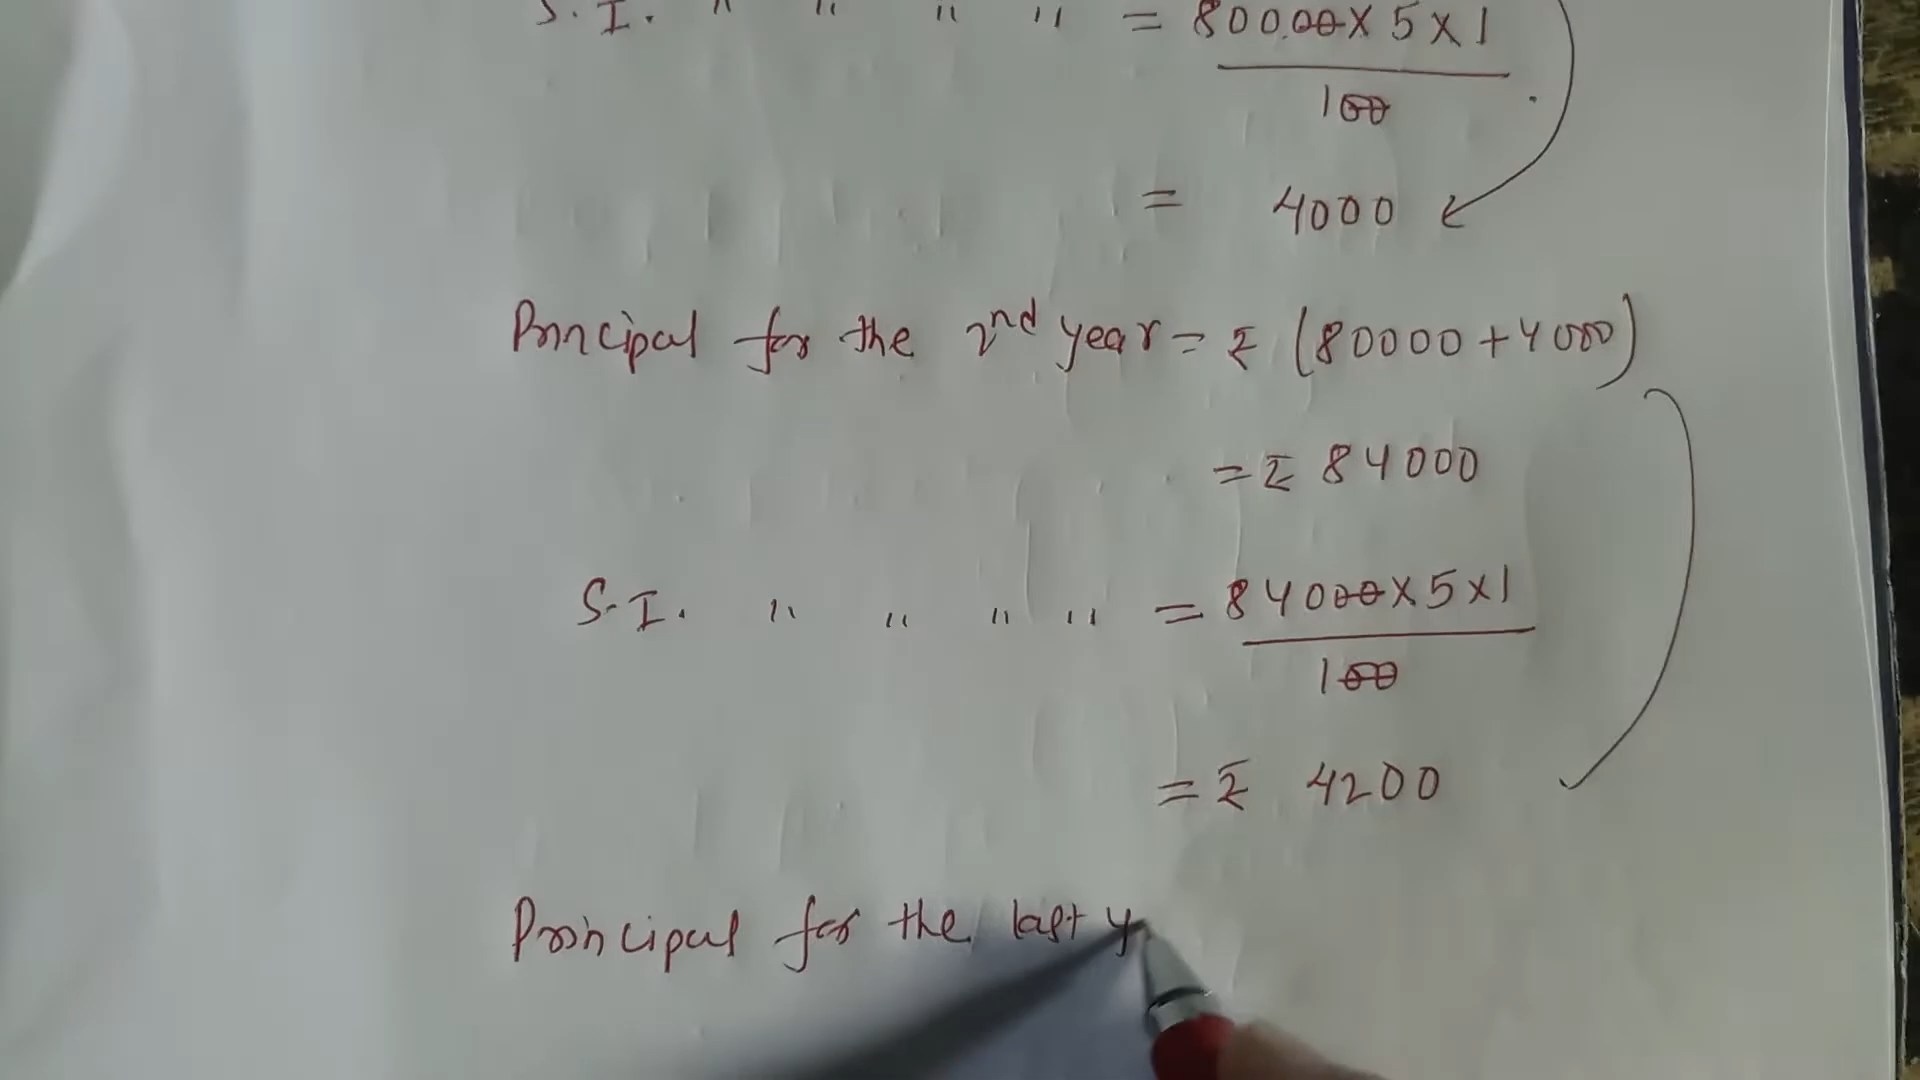 S. I. " " " " = 80000 × 5 × 1
100
= 4000
Principal for the 2nd year = ₹ (80000 + 4000)
= ₹ 84000
S.I. " " " " = 84000 × 5 × 1
100
= ₹ 4200
Principal for the last y